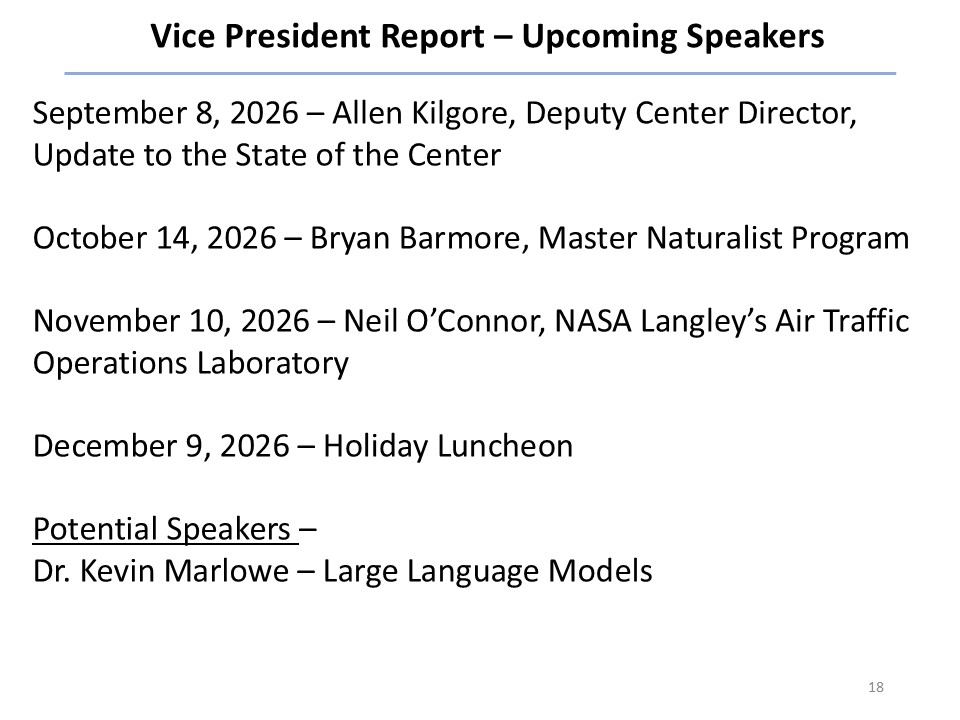 Vice President Report – Upcoming Speakers
September 8, 2026 – Allen Kilgore, Deputy Center Director,
Update to the State of the Center
October 14, 2026 – Bryan Barmore, Master Naturalist Program
November 10, 2026 – Neil O’Connor, NASA Langley’s Air Traffic
Operations Laboratory
December 9, 2026 – Holiday Luncheon
Potential Speakers –
Dr. Kevin Marlowe – Large Language Models
18